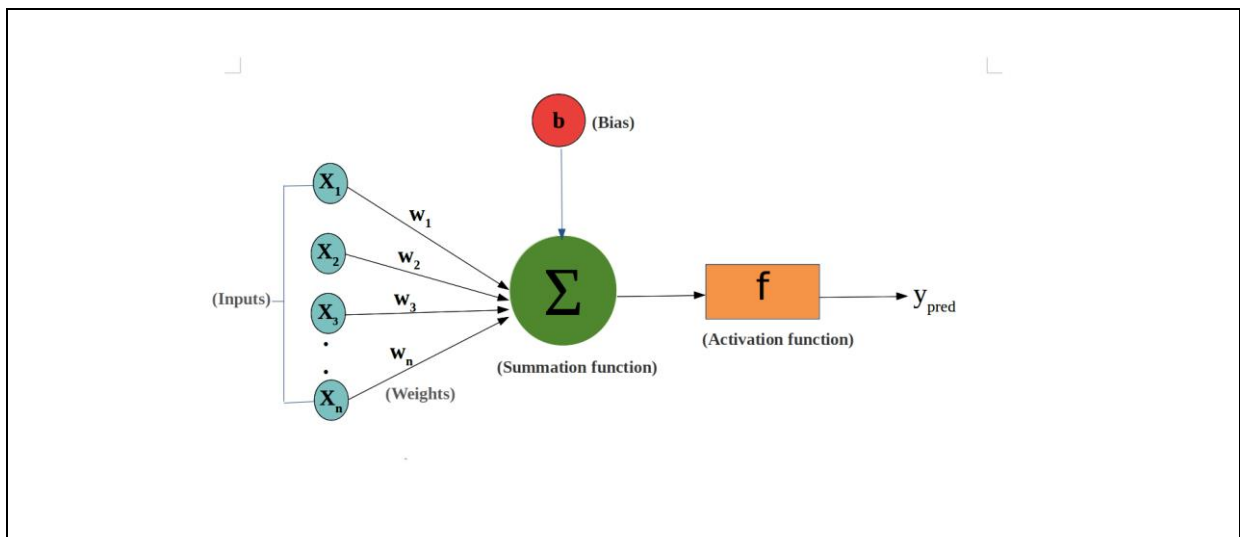 b (Bias)
X1
w1
X2
w2
(Inputs)
X3
w3
Σ
f
ypred
(Activation function)
wn
(Summation function)
Xn
(Weights)